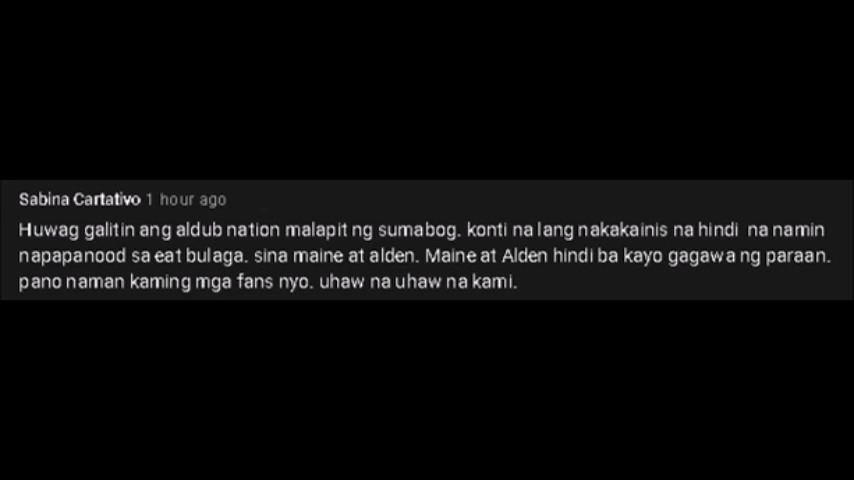 Sabina Cartativo 1 hour ago
Huwag galitin ang aldub nation malapit ng sumabog. konti na lang nakakainis na hindi na namin
napapanood sa eat bulaga. sina maine at alden. Maine at Alden hindi ba kayo gagawa ng paraan.
pano naman kaming mga fans nyo. uhaw na uhaw na kami.